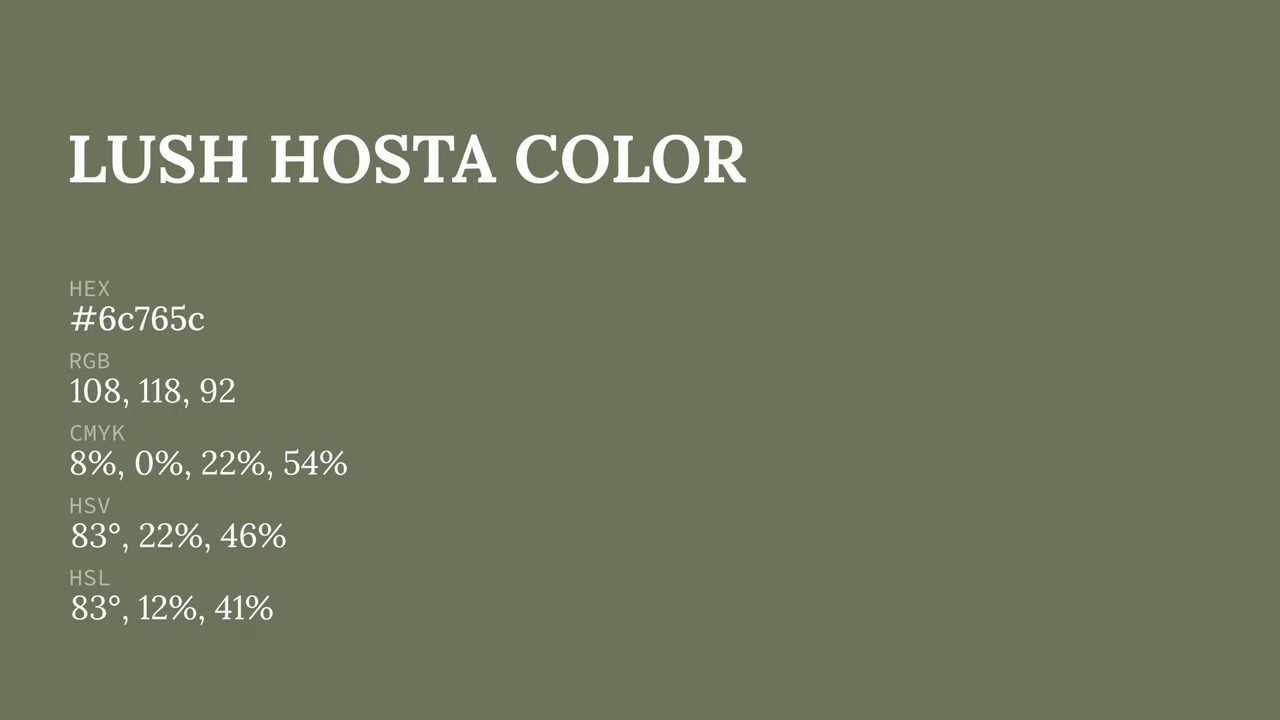 LUSH HOSTA COLOR
HEX
#6c765c
RGB
108, 118, 92
CMYK
8%, 0%, 22%, 54%
HSV
83°, 22%, 46%
HSL
83°, 12%, 41%